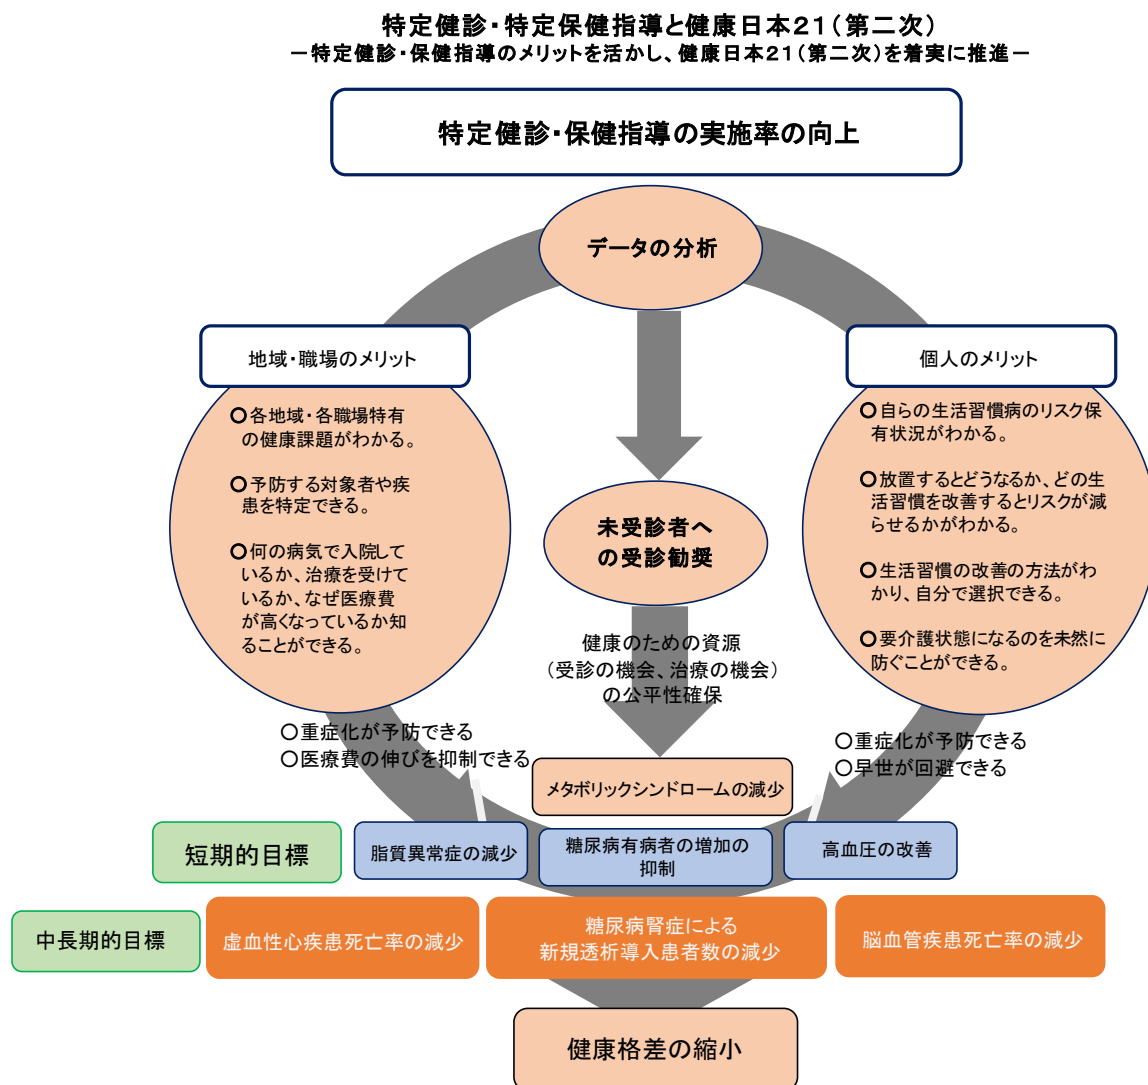 特定健診・特定保健指導と健康日本21(第二次)
－特定健診・保健指導のメリットを活かし、健康日本21(第二次)を着実に推進－
特定健診・保健指導の実施率の向上
データの分析
地域・職場のメリット
○各地域・各職場特有
の健康課題がわかる。
○予防する対象者や疾
患を特定できる。
○何の病気で入院して
いるか、治療を受けて
いるか、なぜ医療費
が高くなっているか知
ることができる。
個人のメリット
○自らの生活習慣病のリスク保
有状況がわかる。
○放置するとどうなるか、どの生
活習慣を改善するとリスクが減
らせるかがわかる。
○生活習慣の改善の方法がわ
かり、自分で選択できる。
○要介護状態になるのを未然に
防ぐことができる。
未受診者へ
の受診勧奨
健康のための資源
(受診の機会、治療の機会)
の公平性確保
○重症化が予防できる
○医療費の伸びを抑制できる
○重症化が予防できる
○早世が回避できる
メタボリックシンドロームの減少
短期的目標
脂質異常症の減少
糖尿病有病者の増加の
抑制
高血圧の改善
中長期的目標
虚血性心疾患死亡率の減少
糖尿病腎症による
新規透析導入患者数の減少
脳血管疾患死亡率の減少
健康格差の縮小